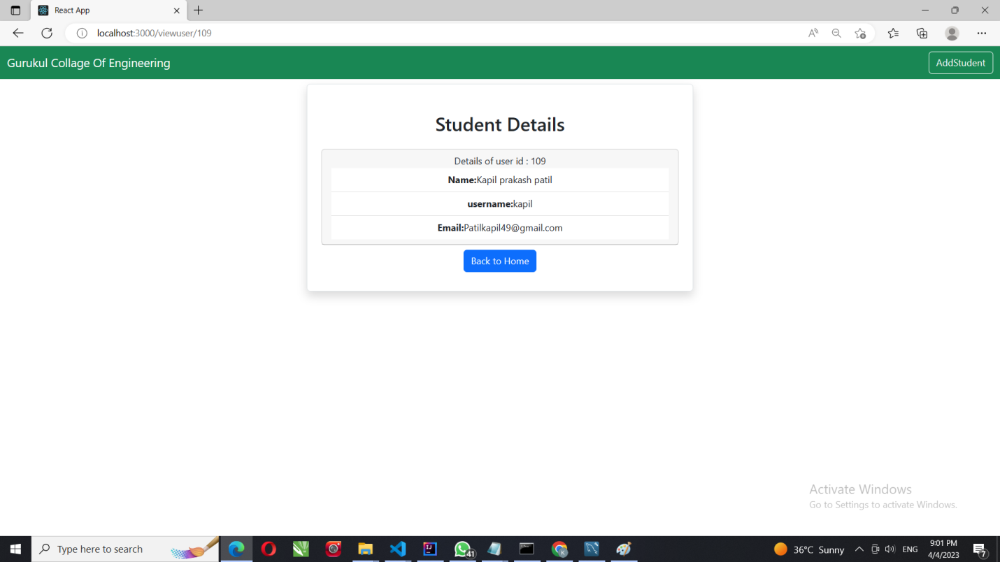 React App
localhost:3000/viewuser/109
Gurukul Collage Of Engineering
AddStudent
Student Details
Details of user id : 109
Name:Kapil prakash patil
username:kapil
Email:Patilkapil49@gmail.com
Back to Home
Activate Windows
Go to Settings to activate Windows.
Type here to search
41
36°C Sunny
ENG
9:01 PM
4/4/2023
7